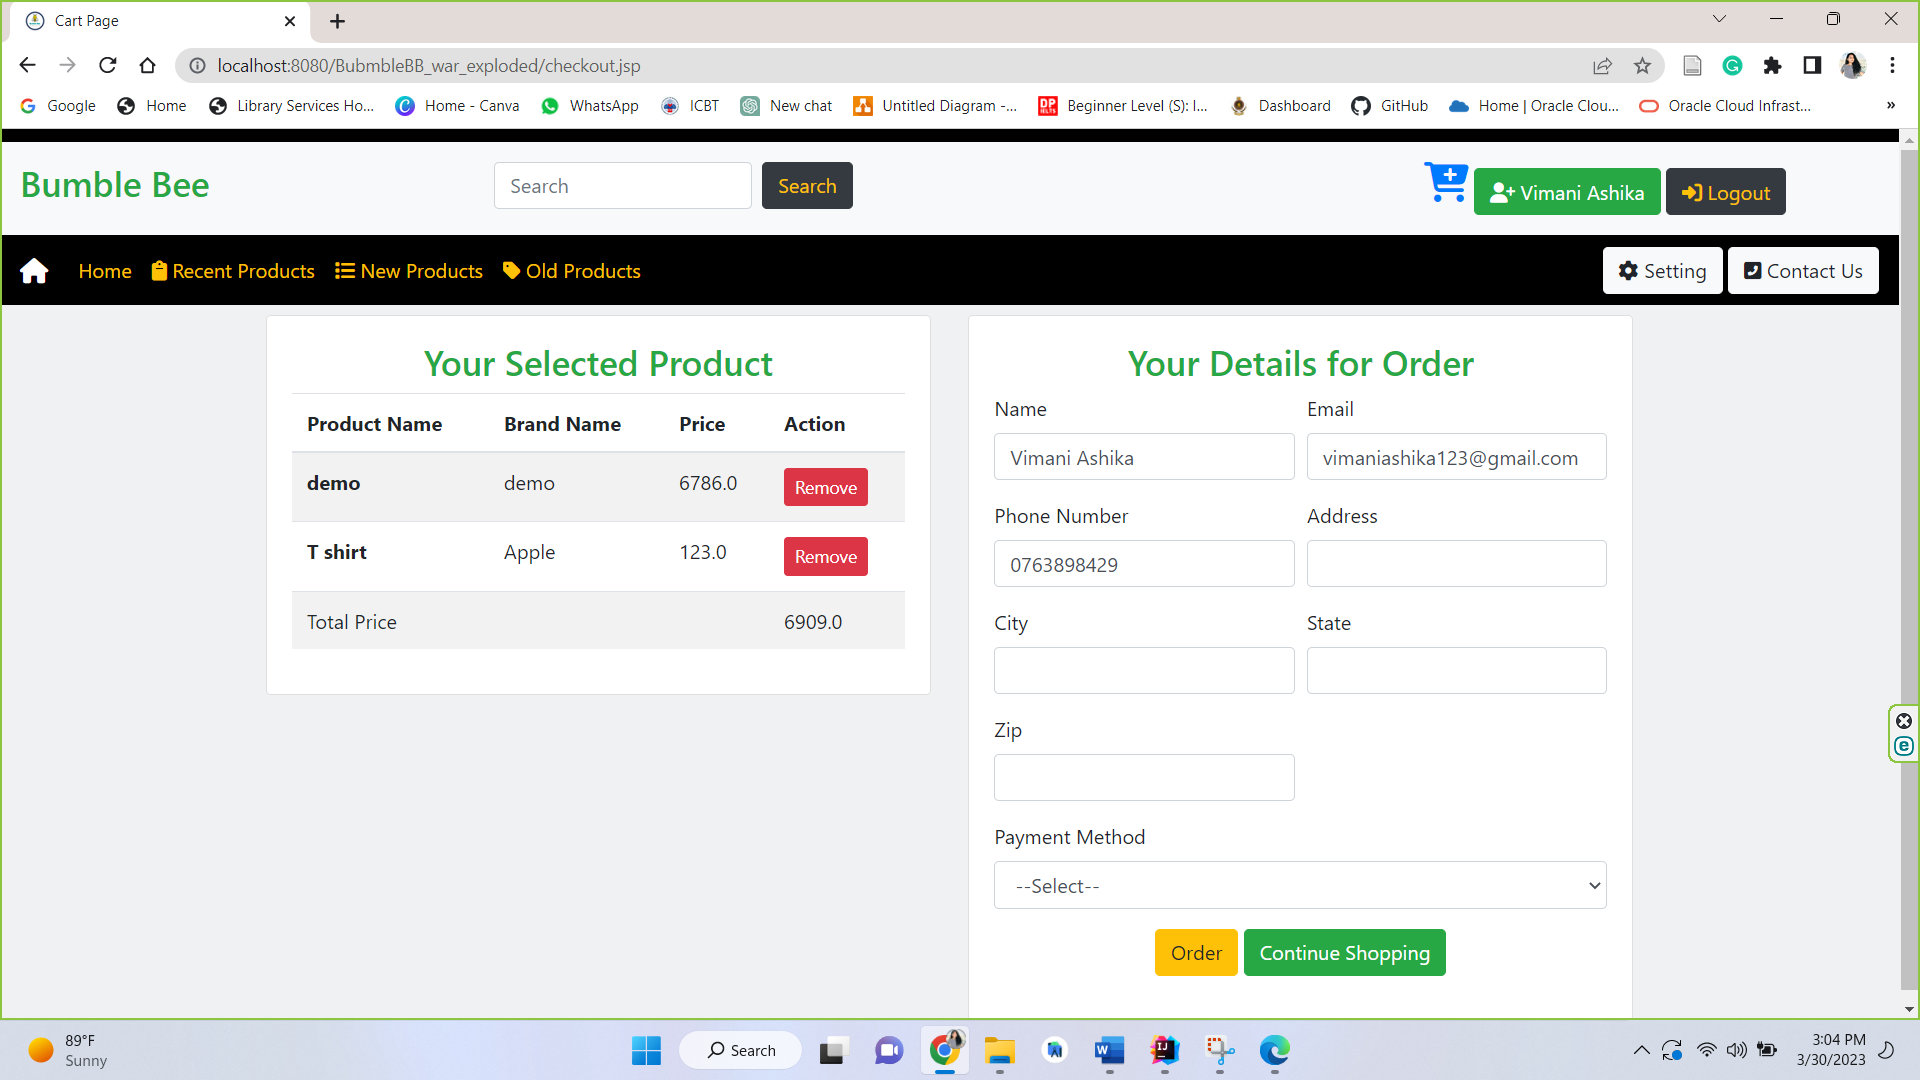 Cart Page
localhost:8080/BubmbleBB_war_exploded/checkout.jsp
Google Home Library Services Ho... Home - Canva WhatsApp ICBT New chat Untitled Diagram -... Beginner Level (S): I... Dashboard GitHub Home | Oracle Clou... Oracle Cloud Infrast... »
Bumble Bee Search Search Vimani Ashika Logout
Home Recent Products New Products Old Products Setting Contact Us
Your Selected Product
Product Name Brand Name Price Action
demo demo 6786.0 Remove
T shirt Apple 123.0 Remove
Total Price 6909.0
Your Details for Order
Name Email
Vimani Ashika vimaniashika123@gmail.com
Phone Number Address
0763898429
City State
Zip
Payment Method
--Select--
Order Continue Shopping
89°F
Sunny
Search
3:04 PM
3/30/2023